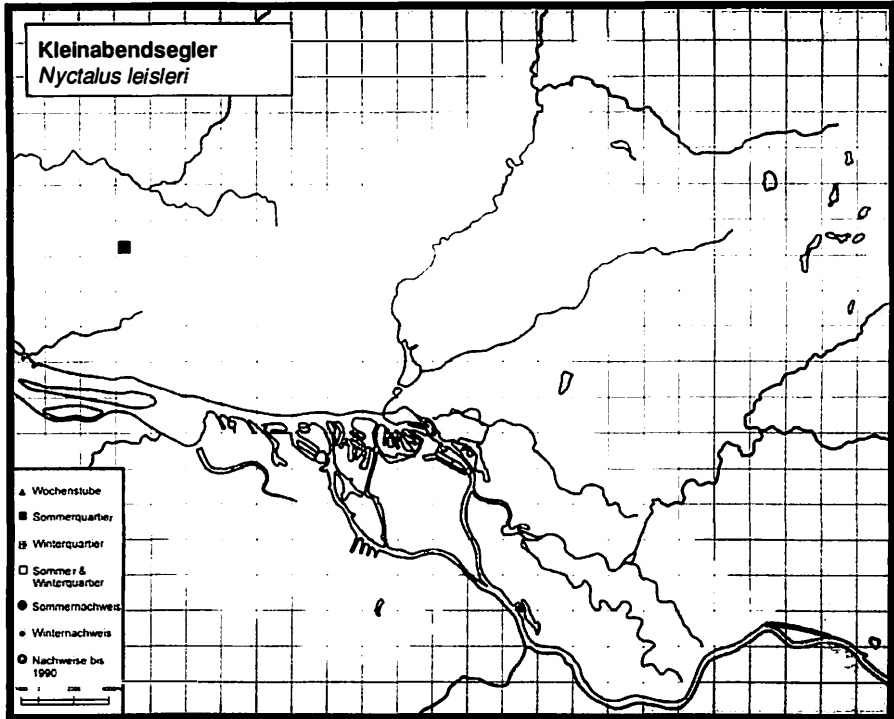 Kleinabendsegler
Nyctalus leisleri
Wochenstube
Sommerquartier
Winterquartier
Sommer &
Winterquartier
Sommernachweis
Winternachweis
Nachweise bis
1990